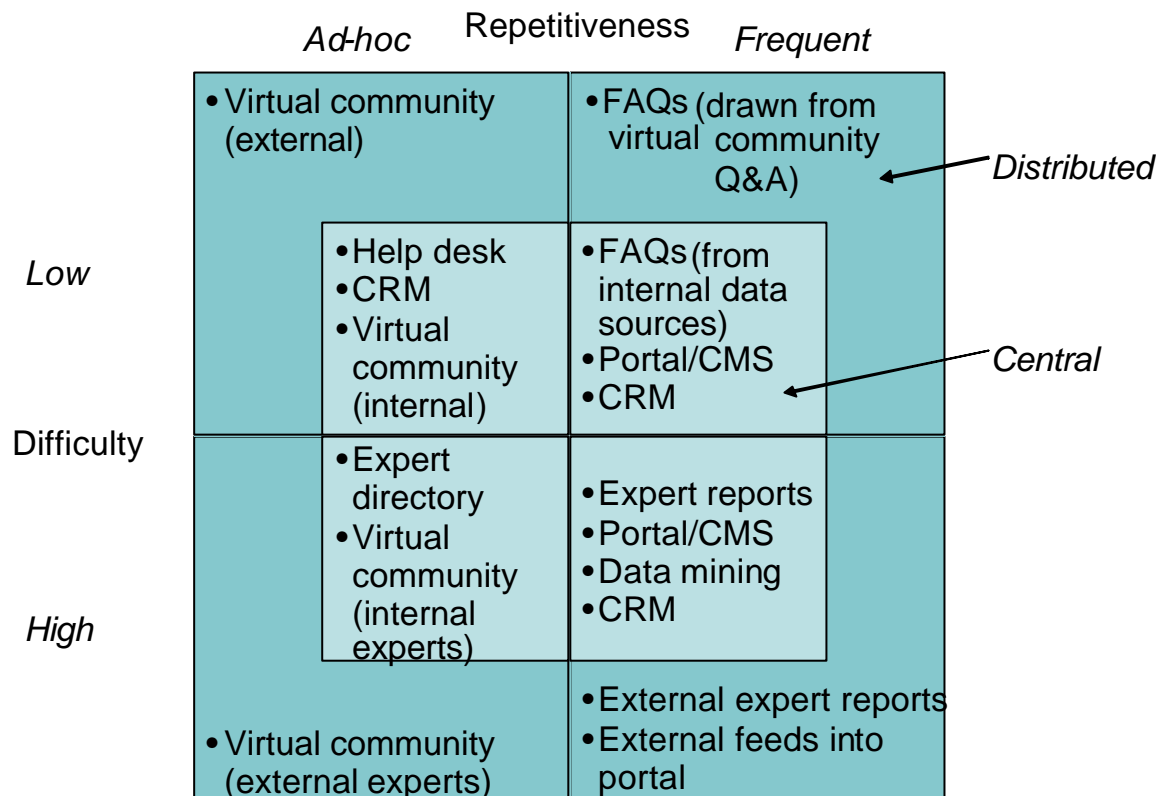 Repetitiveness
Ad-hoc
Frequent
• Virtual community
(external)
• FAQs (drawn from
virtual community
Q&A)
Distributed
Low
• Help desk
• CRM
• Virtual
community
(internal)
• FAQs (from
internal data
sources)
• Portal/CMS
• CRM
Central
Difficulty
• Expert
directory
• Virtual
community
(internal
experts)
• Expert reports
• Portal/CMS
• Data mining
• CRM
High
• Virtual community
(external experts)
• External expert reports
• External feeds into
portal